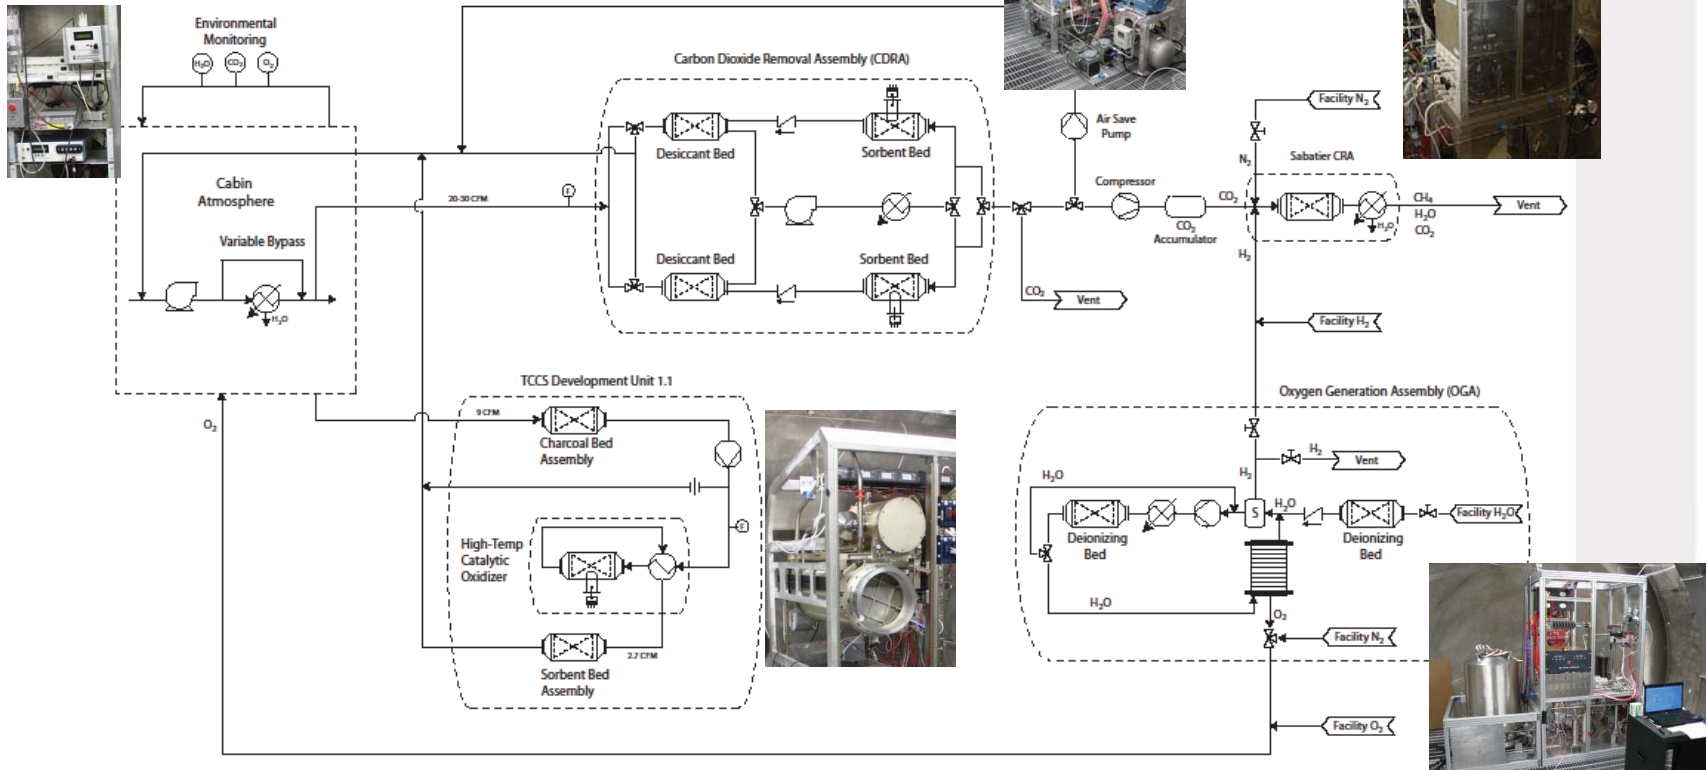 Environmental
Monitoring
H₂O
CO₂
O₂
Cabin
Atmosphere
Variable Bypass
H₂O
20-30 CFM
F
Carbon Dioxide Removal Assembly (CDRA)
Desiccant Bed
Sorbent Bed
Desiccant Bed
Sorbent Bed
Air Save
Pump
Compressor
CO₂
Accumulator
CO₂
CO₂
Vent
Facility N₂
N₂
Sabatier CRA
H₂O
CH₄
H₂O
CO₂
Vent
H₂
Facility H₂
TCCS Development Unit 1.1
9 CFM
Charcoal Bed
Assembly
F
High-Temp
Catalytic
Oxidizer
2.7 CFM
Sorbent Bed
Assembly
O₂
Oxygen Generation Assembly (OGA)
H₂
Vent
H₂
H₂O
S
H₂O
Facility H₂O
Deionizing
Bed
Deionizing
Bed
H₂O
O₂
Facility N₂
Facility O₂